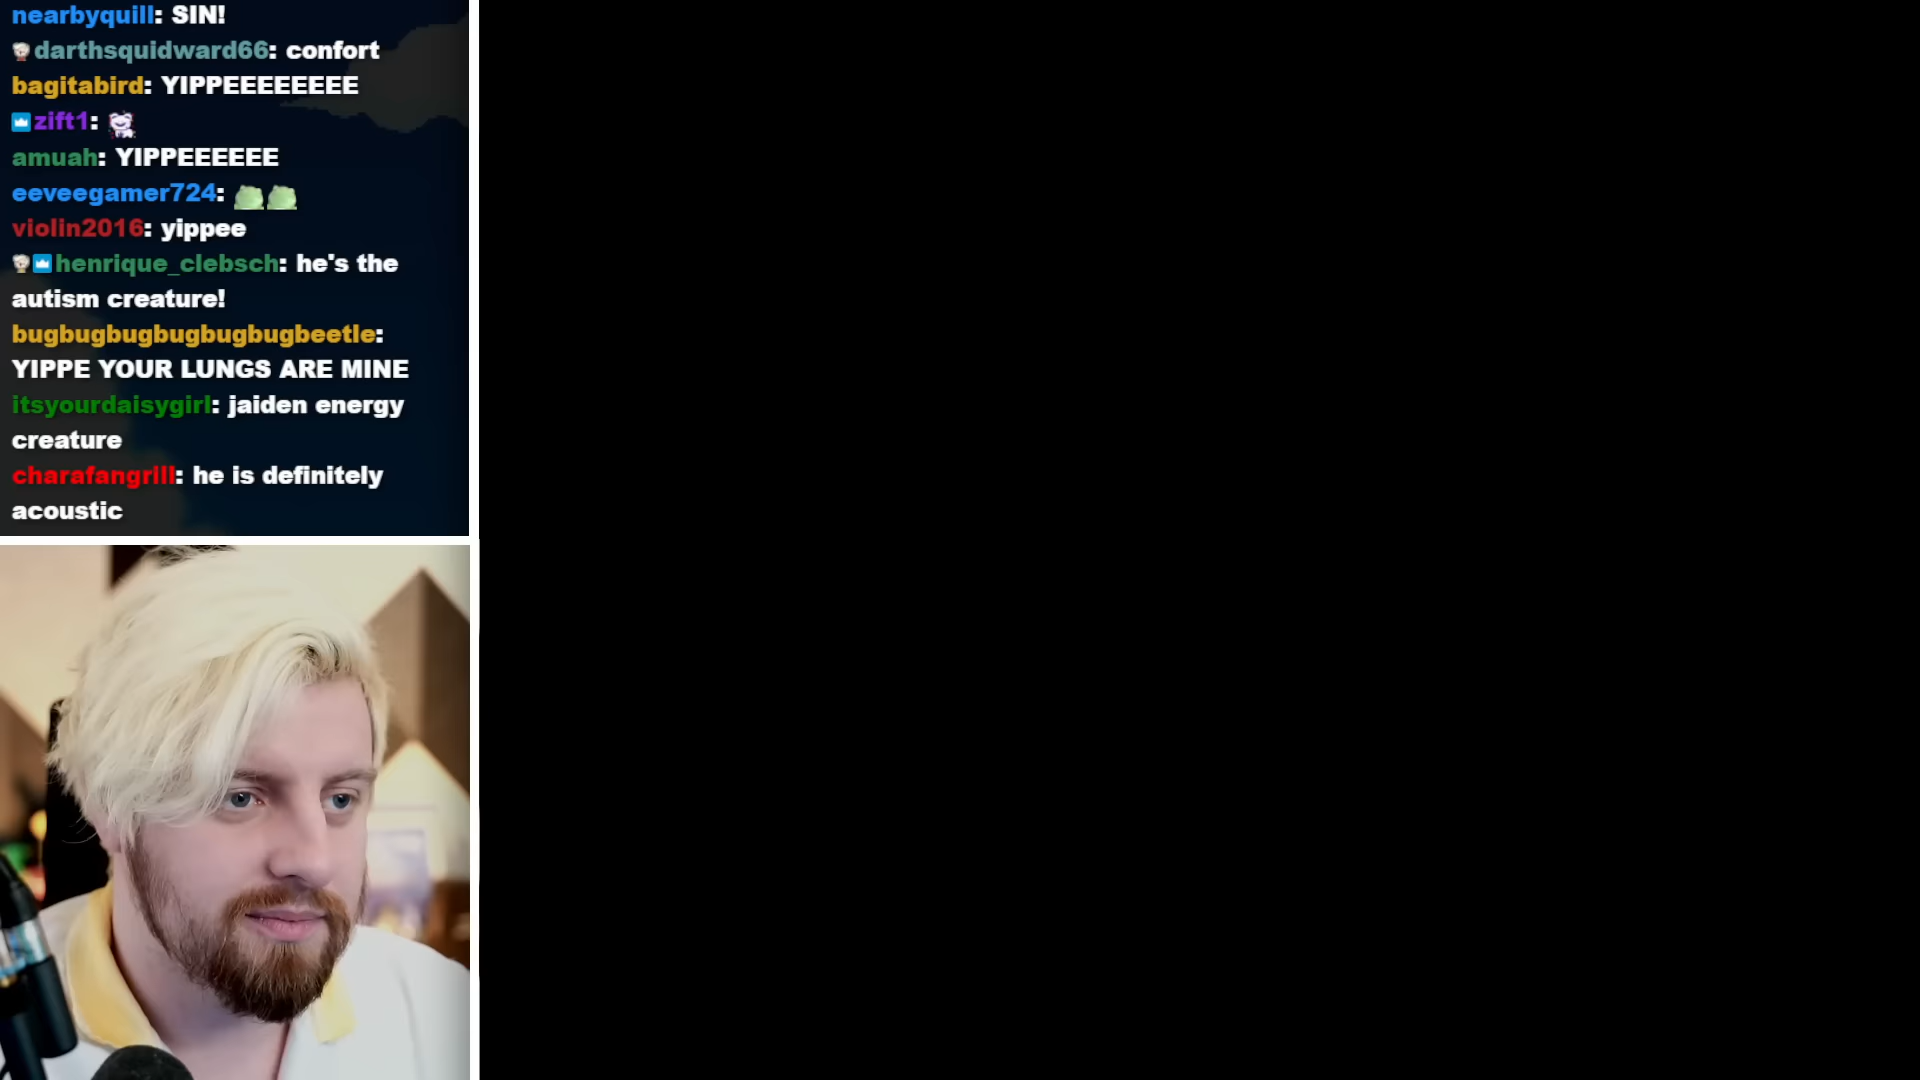 nearbyquill: SIN!
darthsquidward66: confort
bagitabird: YIPPEEEEEEEE
zift1:
amuah: YIPPEEEEEE
eeveegamer724:
violin2016: yippee
henrique_clebsch: he's the
autism creature!
bugbugbugbugbugbugbeetle:
YIPPE YOUR LUNGS ARE MINE
itsyourdaisygirl: jaiden energy
creature
charafangrill: he is definitely
acoustic